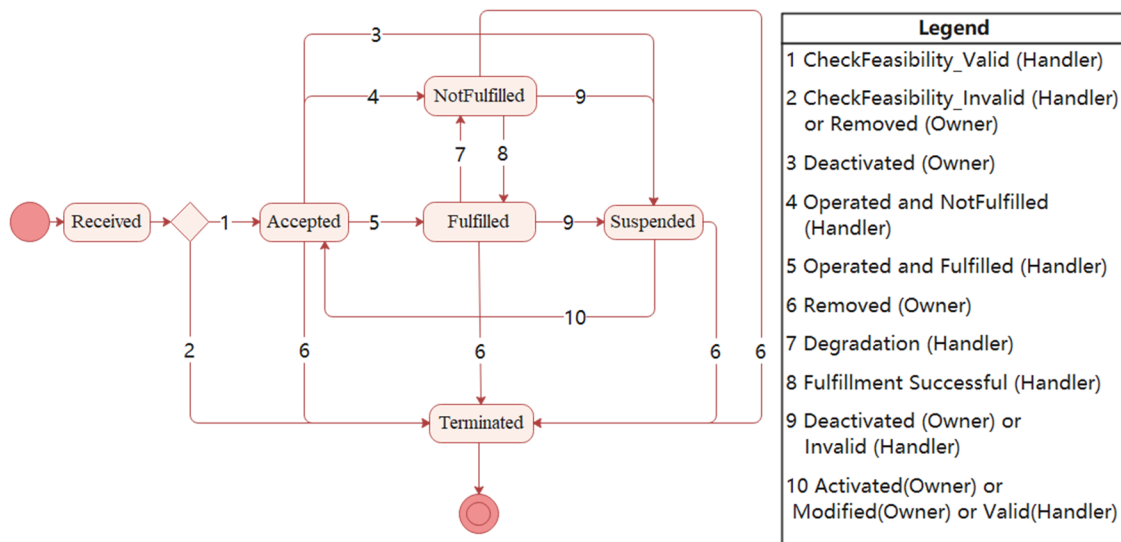 3
NotFulfilled
4
9
7
8
Received
1
Accepted
5
Fulfilled
9
Suspended
10
2
6
6
6
6
Terminated
Legend
1 CheckFeasibility_Valid (Handler)
2 CheckFeasibility_Invalid (Handler)
or Removed (Owner)
3 Deactivated (Owner)
4 Operated and NotFulfilled
(Handler)
5 Operated and Fulfilled (Handler)
6 Removed (Owner)
7 Degradation (Handler)
8 Fulfillment Successful (Handler)
9 Deactivated (Owner) or
Invalid (Handler)
10 Activated(Owner) or
Modified(Owner) or Valid(Handler)